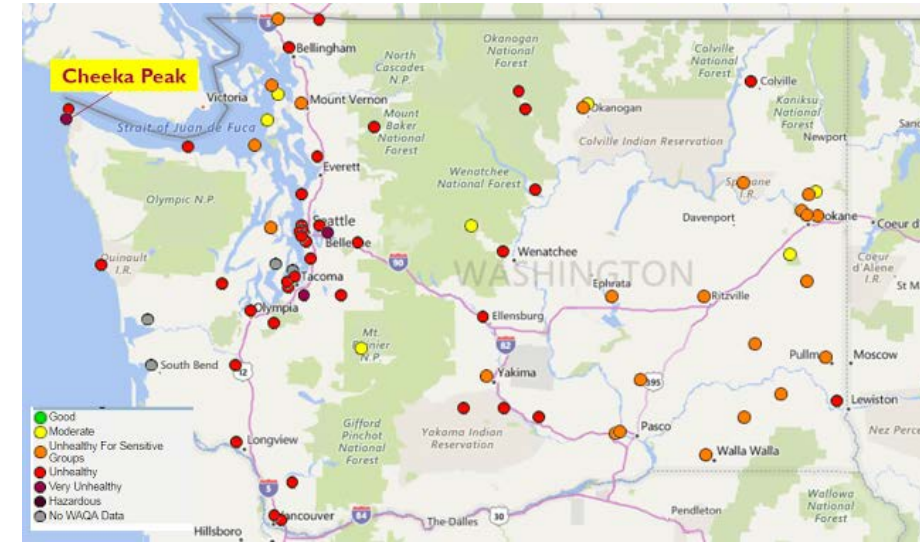 Cheeka Peak
Victoria
Strait of Juan de Fuca
Bellingham
North
Cascades
N.P.
Okanogan
National
Forest
Colville
National
Forest
Colville
Kaniksu
National
Forest
Mount Vernon
Mount
Baker
National
Forest
Okanogan
Colville Indian Reservation
Newport
Everett
Wenatchee
National Forest
Olympic N.P.
Seattle
Davenport
Coeur d
90
Wenatchee
WASHINGTON
Quinault
I.R.
Tacoma
Ephrata
Ritzville
Coeur
d'Alene
I.R.
St M
Olympia
Ellensburg
Mt.
N.P.
82
South Bend
12
Yakima
395
Pullm
Moscow
Lewiston
Good
Moderate
Unhealthy For Sensitive
Groups
Unhealthy
Very Unhealthy
Hazardous
No WAQA Data
Longview
Gifford
Pinchot
National
Forest
Yakama Indian
Reservation
Pasco
Walla Walla
Nez Perce
5
Vancouver
84
The Dalles
30
Pendleton
Wallowa
National
Forest
Hillsboro